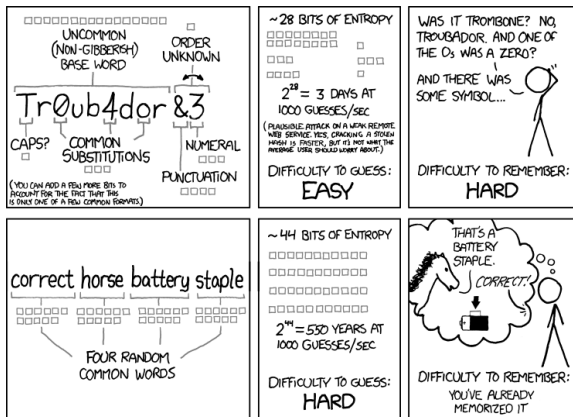 UNCOMMON
(NON-GIBBERISH)
BASE WORD
ORDER
UNKNOWN
Tr0ub4dor &3
CAPS?
COMMON
SUBSTITUTIONS
NUMERAL
PUNCTUATION
(YOU CAN ADD A FEW MORE BITS TO
ACCOUNT FOR THE FACT THAT THIS
IS ONLY ONE OF A FEW COMMON FORMATS.)
~28 BITS OF ENTROPY
2^28 = 3 DAYS AT
1000 GUESSES/SEC
(PLAUSIBLE ATTACK ON A WEAK REMOTE
WEB SERVICE. YES, CRACKING A STOLEN
HASH IS FASTER, BUT IT'S NOT WHAT THE
AVERAGE USER SHOULD WORRY ABOUT.)
DIFFICULTY TO GUESS:
EASY
WAS IT TROMBONE? NO,
TROUBADOR. AND ONE OF
THE Os WAS A ZERO?
AND THERE WAS
SOME SYMBOL...
DIFFICULTY TO REMEMBER:
HARD
correct horse battery staple
FOUR RANDOM
COMMON WORDS
~44 BITS OF ENTROPY
2^44 = 550 YEARS AT
1000 GUESSES/SEC
DIFFICULTY TO GUESS:
HARD
THAT'S A
BATTERY
STAPLE.
CORRECT!
DIFFICULTY TO REMEMBER:
YOU'VE ALREADY
MEMORIZED IT